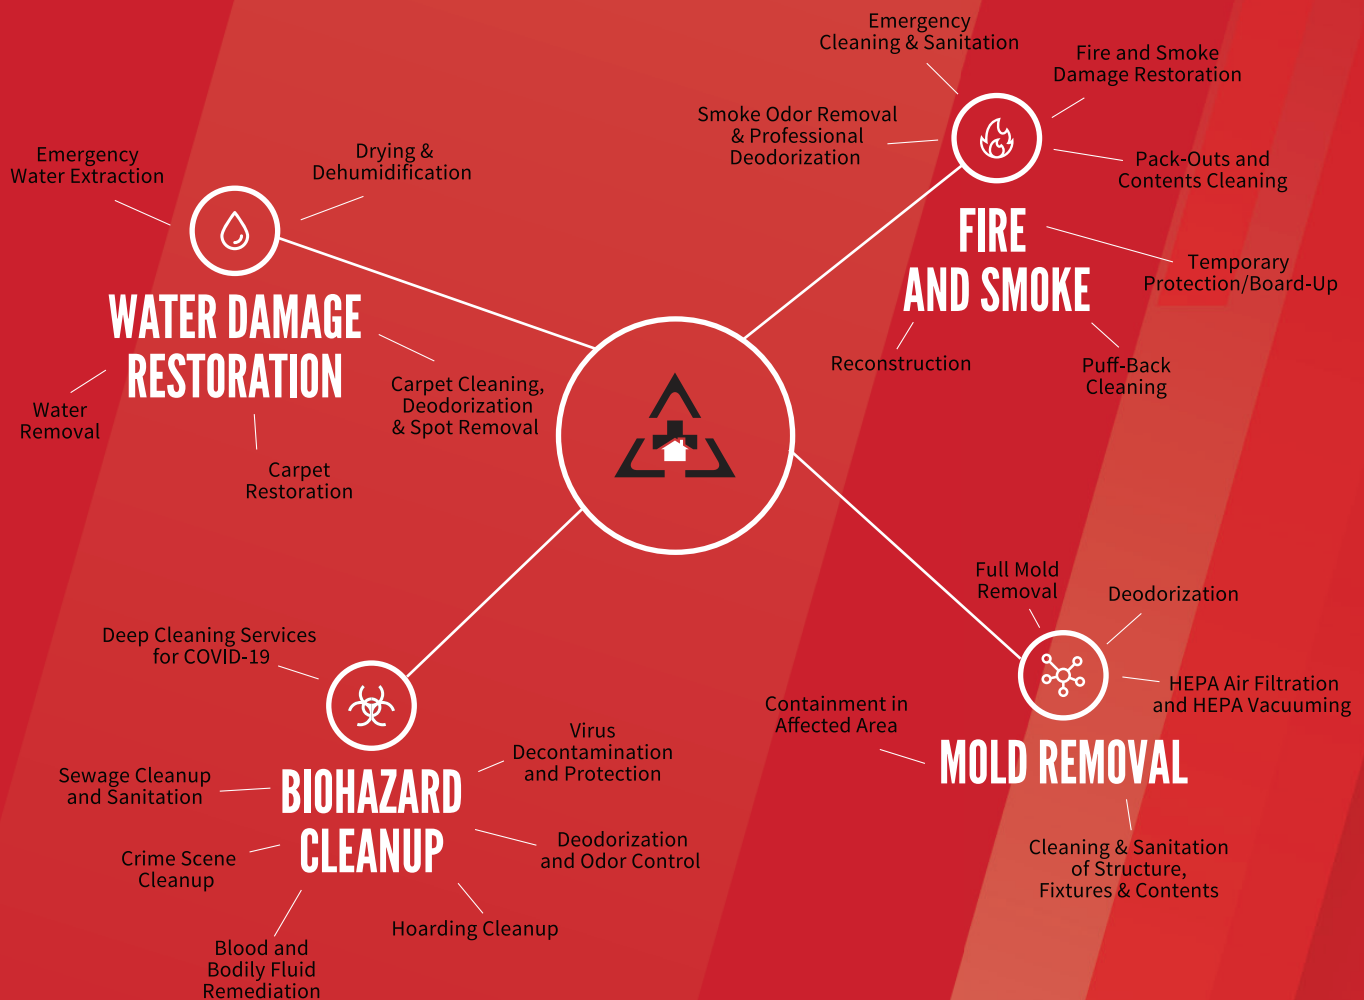 Emergency
Water Extraction
Drying &
Dehumidification
WATER DAMAGE
RESTORATION
Water
Removal
Carpet
Restoration
Carpet Cleaning,
Deodorization
& Spot Removal
Emergency
Cleaning & Sanitation
Fire and Smoke
Damage Restoration
Smoke Odor Removal
& Professional
Deodorization
Pack-Outs and
Contents Cleaning
FIRE
AND SMOKE
Temporary
Protection/Board-Up
Reconstruction
Puff-Back
Cleaning
Deep Cleaning Services
for COVID-19
BIOHAZARD
CLEANUP
Virus
Decontamination
and Protection
Sewage Cleanup
and Sanitation
Deodorization
and Odor Control
Crime Scene
Cleanup
Hoarding Cleanup
Blood and
Bodily Fluid
Remediation
Full Mold
Removal
Deodorization
HEPA Air Filtration
and HEPA Vacuuming
Containment in
Affected Area
MOLD REMOVAL
Cleaning & Sanitation
of Structure,
Fixtures & Contents